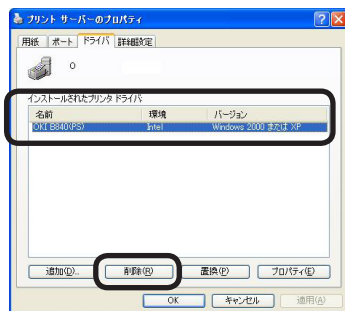 プリント サーバーのプロパティ
用紙 ポート ドライバ 詳細設定
O
インストールされたプリンタ ドライバ
名前 環境 バージョン
OKI B840(PS) Intel Windows 2000 または XP
追加(D)... 削除(R) 置換(P) プロパティ(E)
OK キャンセル 適用(A)